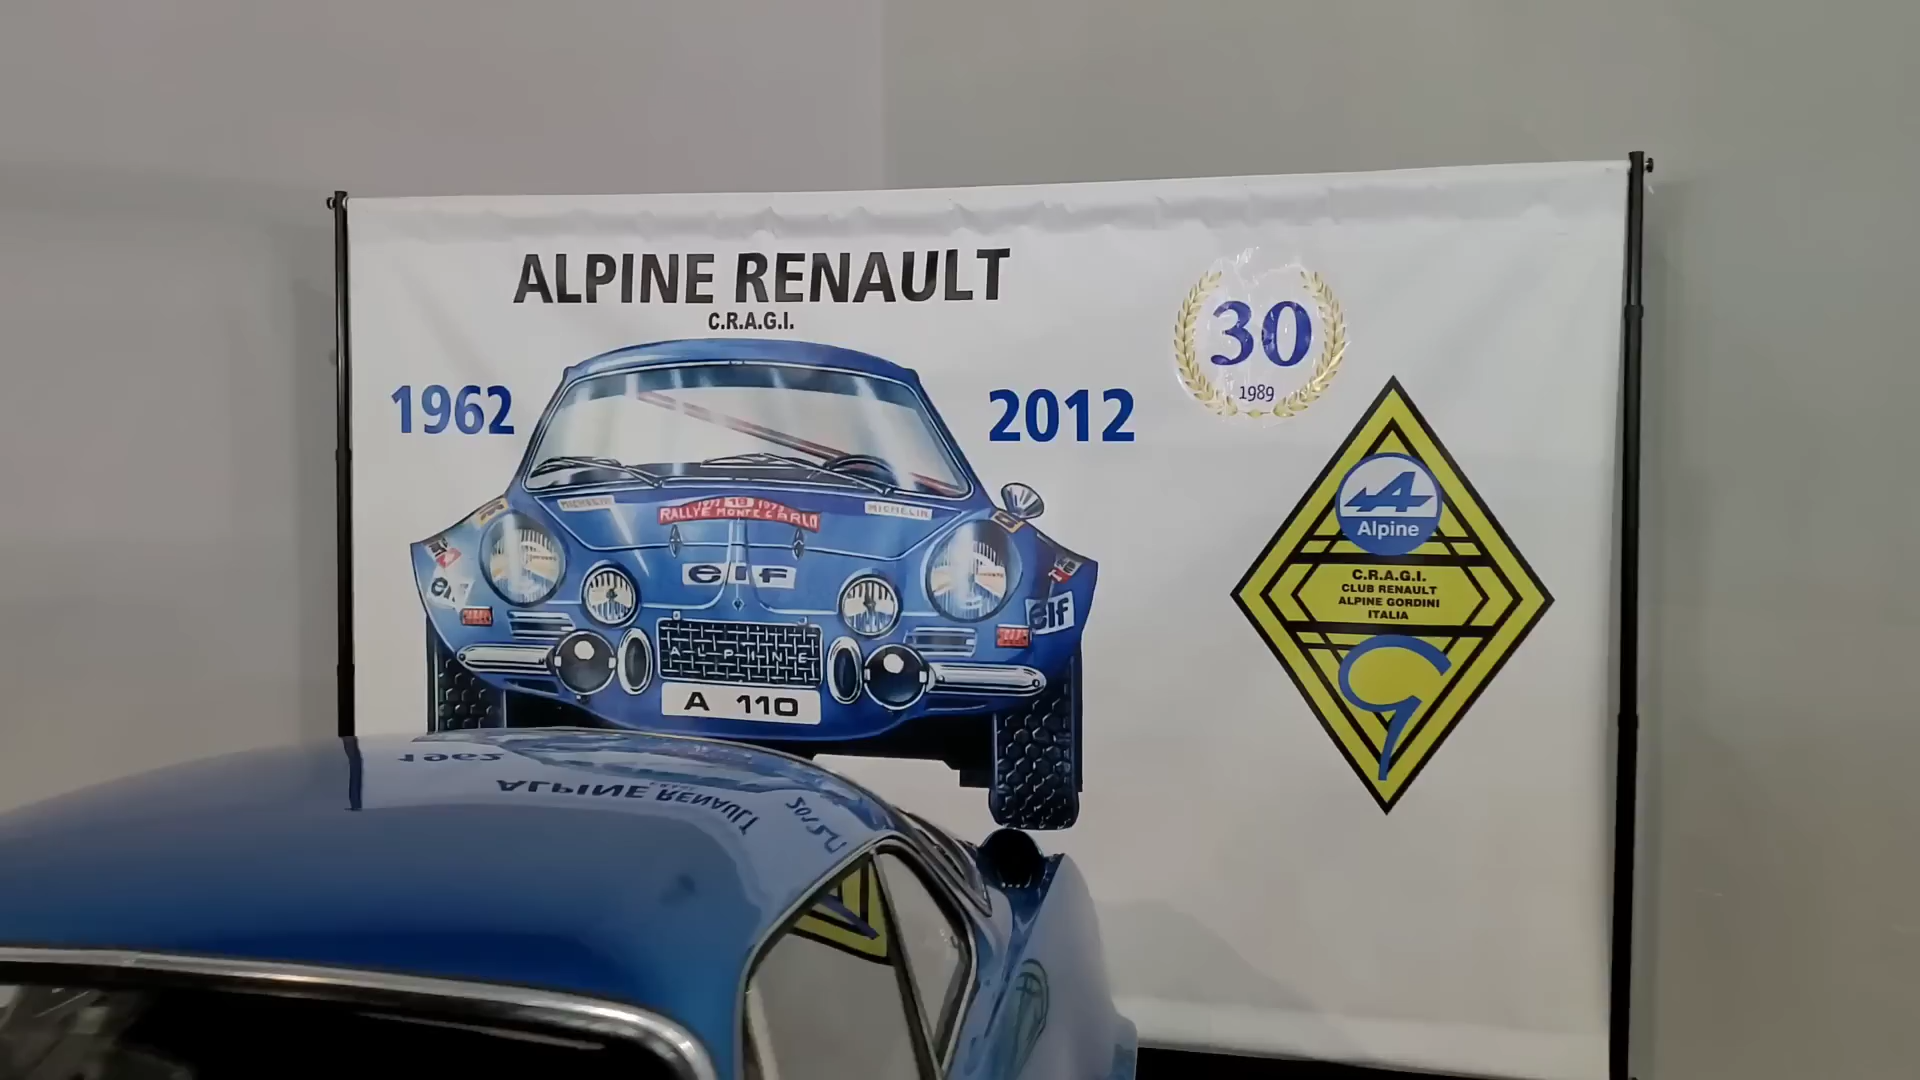 ALPINE RENAULT
C.R.A.G.I.
1962
2012
30
1989
MICHELIN
RALLYE MONTE CARLO
MICHELIN
elf
elf
ALPINE
A 110
Alpine
C.R.A.G.I.
CLUB RENAULT
ALPINE GORDINI
ITALIA
1962
ALPINE RENAULT
2012